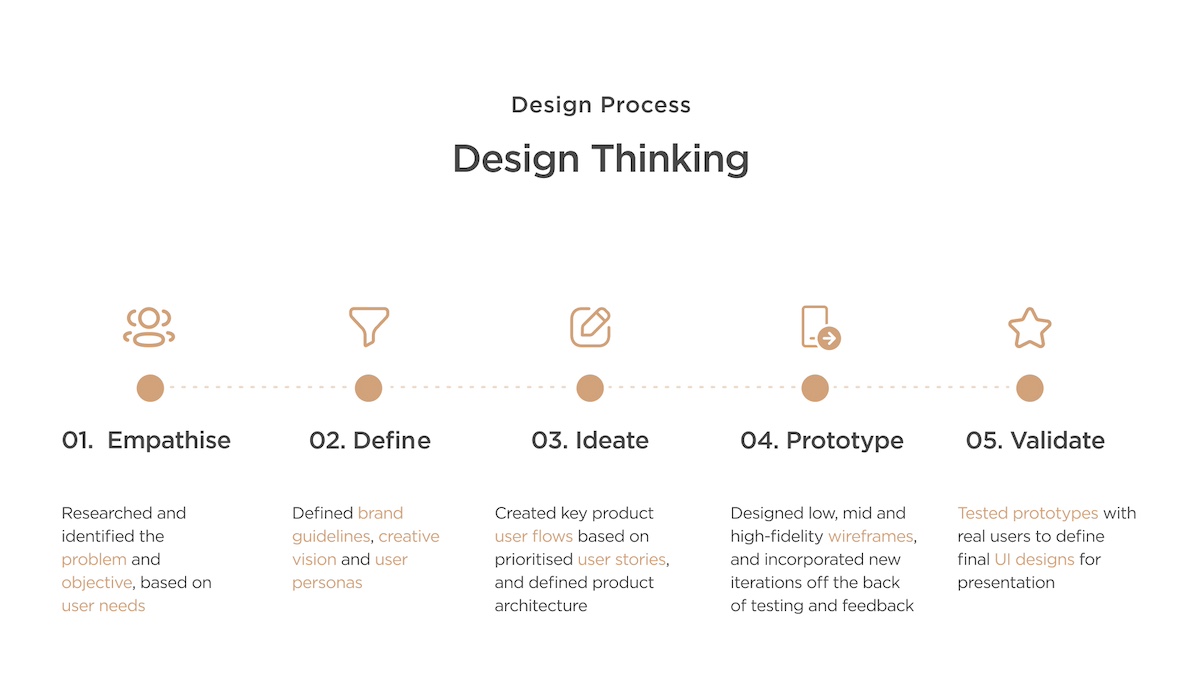 Design Process
Design Thinking
01. Empathise
Researched and
identified the
problem and
objective, based on
user needs
02. Define
Defined brand
guidelines, creative
vision and user
personas
03. Ideate
Created key product
user flows based on
prioritised user stories,
and defined product
architecture
04. Prototype
Designed low, mid and
high-fidelity wireframes,
and incorporated new
iterations off the back
of testing and feedback
05. Validate
Tested prototypes with
real users to define
final UI designs for
presentation